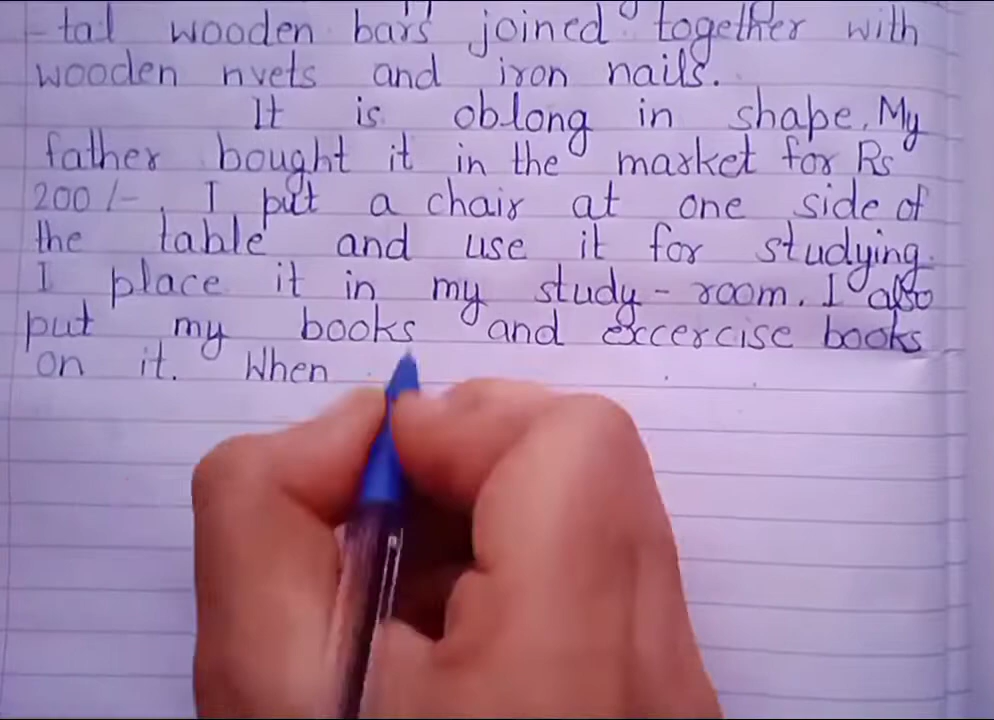 -tal wooden bars joined together with
wooden nvets and iron nails.
It is oblong in shape. My
father bought it in the market for Rs
200/-. I put a chair at one side of
the table and use it for studying.
I place it in my study-room. I also
put my books and exccercise books
on it. When